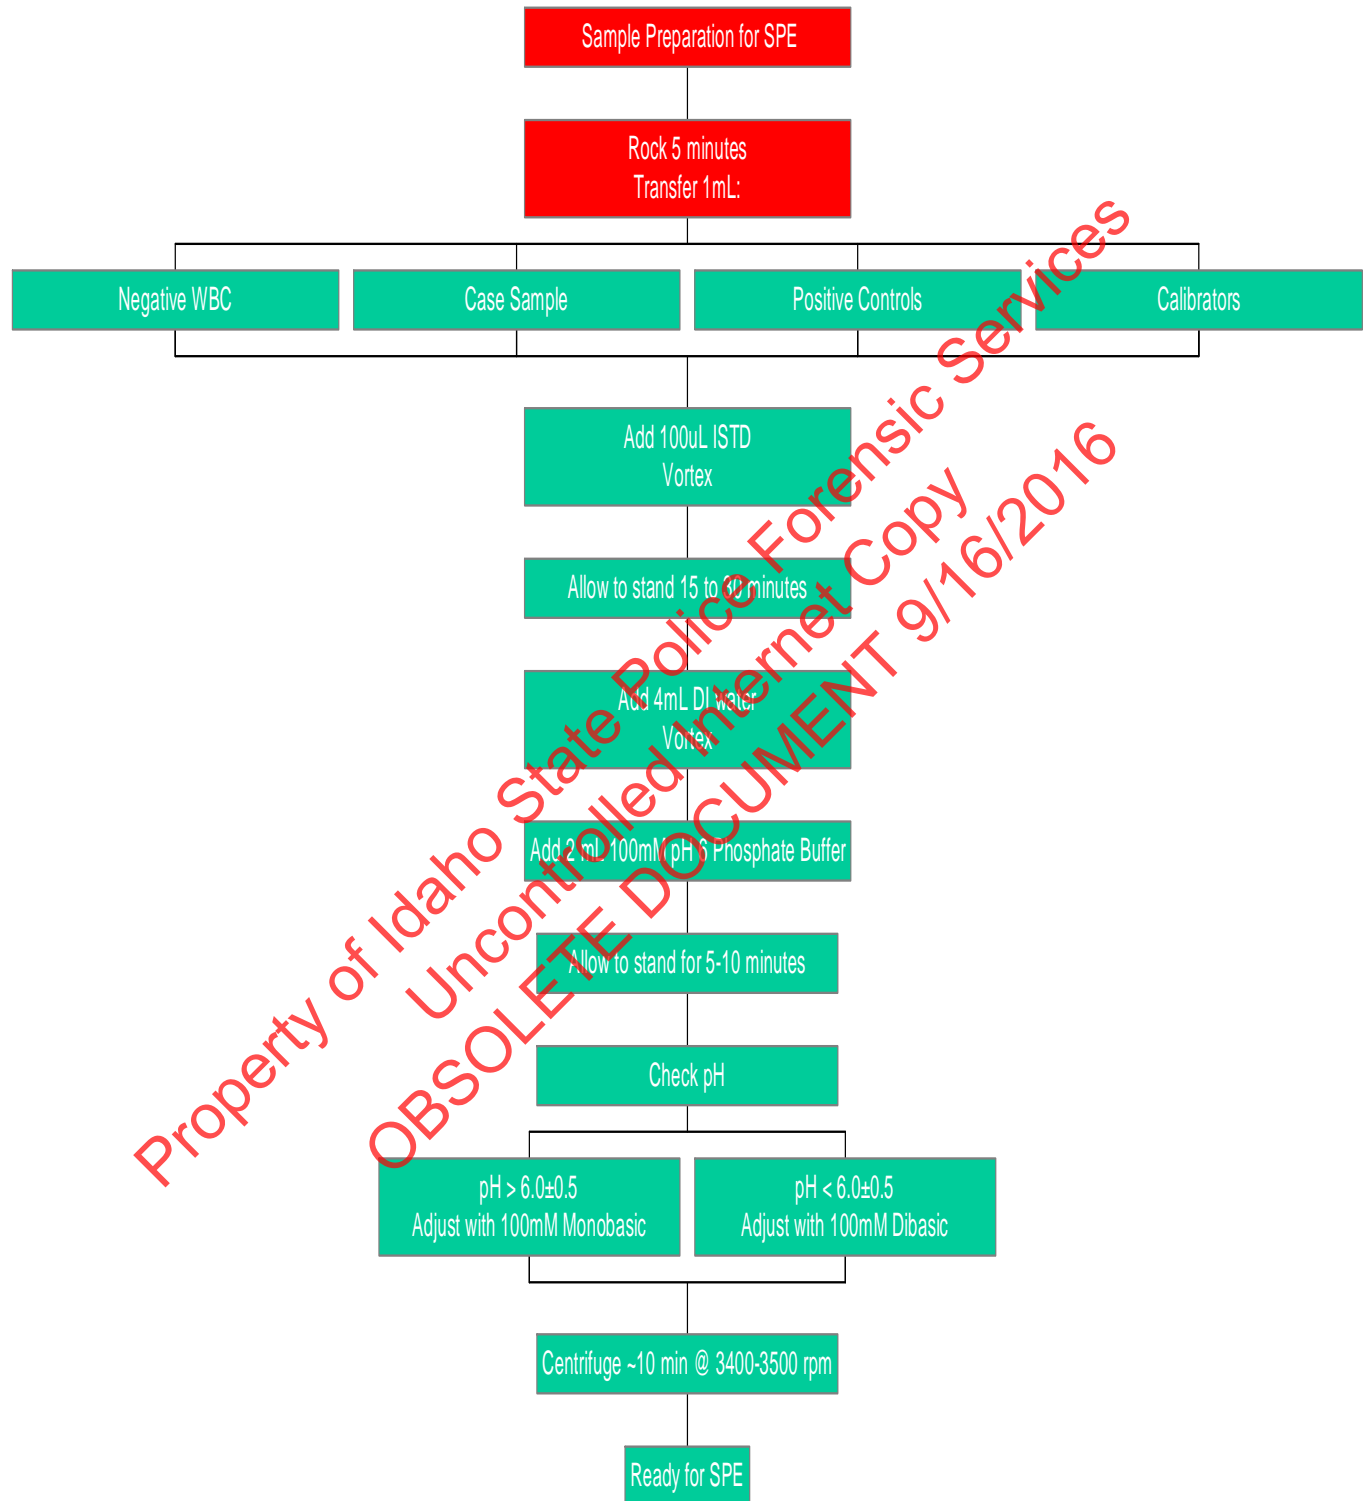 Sample Preparation for SPE
Rock 5 minutes
Transfer 1mL:
Negative WBC
Case Sample
Positive Controls
Calibrators
Add 100uL ISTD
Vortex
Allow to stand 15 to 30 minutes
Add 4mL DI water
Vortex
Add 2 mL 100mM pH 6 Phosphate Buffer
Allow to stand for 5-10 minutes
Check pH
pH > 6.0±0.5
Adjust with 100mM Monobasic
pH < 6.0±0.5
Adjust with 100mM Dibasic
Centrifuge ~10 min @ 3400-3500 rpm
Ready for SPE
Property of Idaho State Police Forensic Services
Uncontrolled Internet Copy
OBSOLETE DOCUMENT 9/16/2016